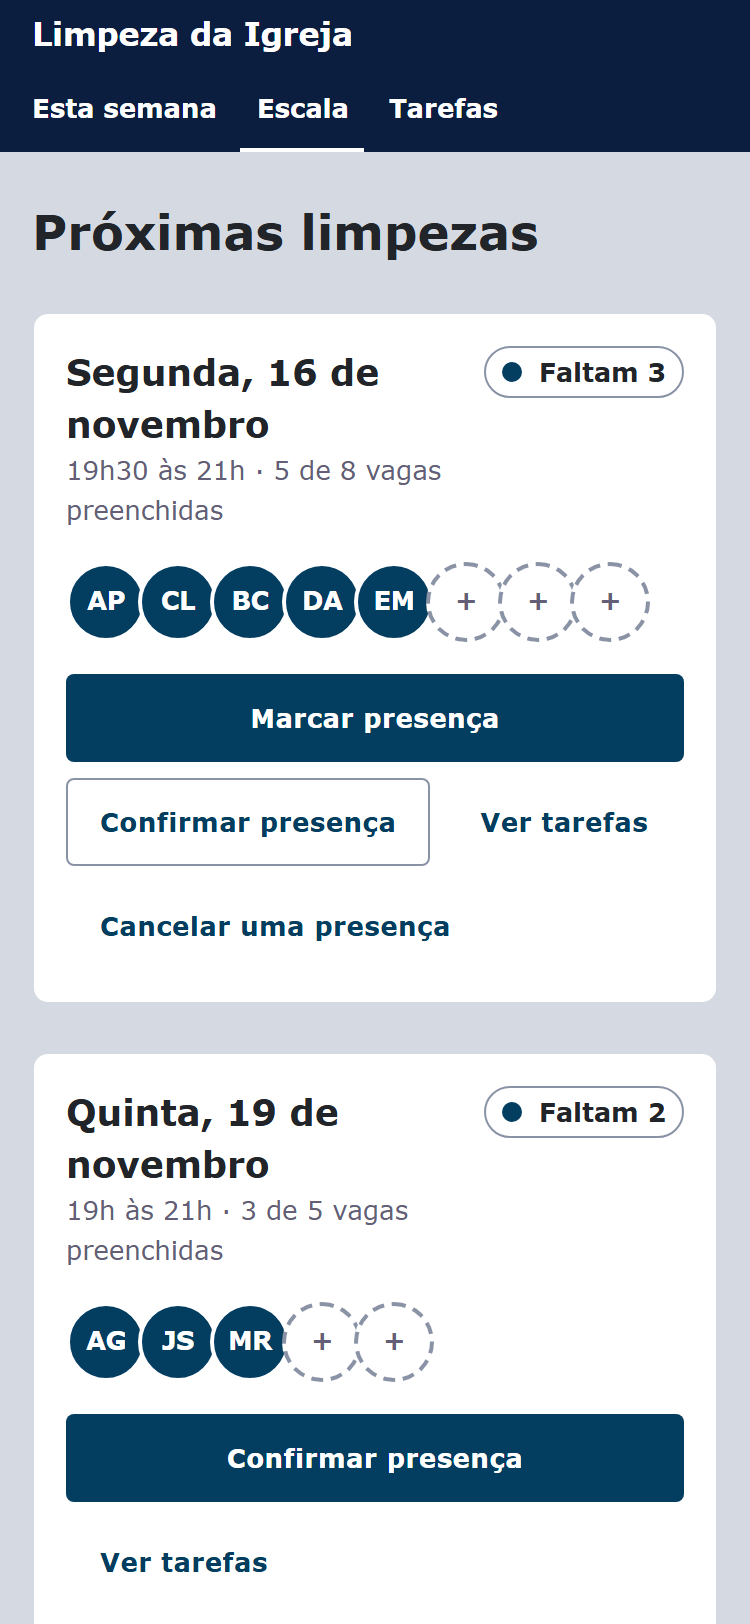 Limpeza da Igreja
Esta semana Escala Tarefas
Próximas limpezas
Segunda, 16 de novembro
Faltam 3
19h30 às 21h · 5 de 8 vagas
preenchidas
AP CL BC DA EM + + +
Marcar presença
Confirmar presença Ver tarefas
Cancelar uma presença
Quinta, 19 de novembro
Faltam 2
19h às 21h · 3 de 5 vagas
preenchidas
AG JS MR + +
Confirmar presença
Ver tarefas